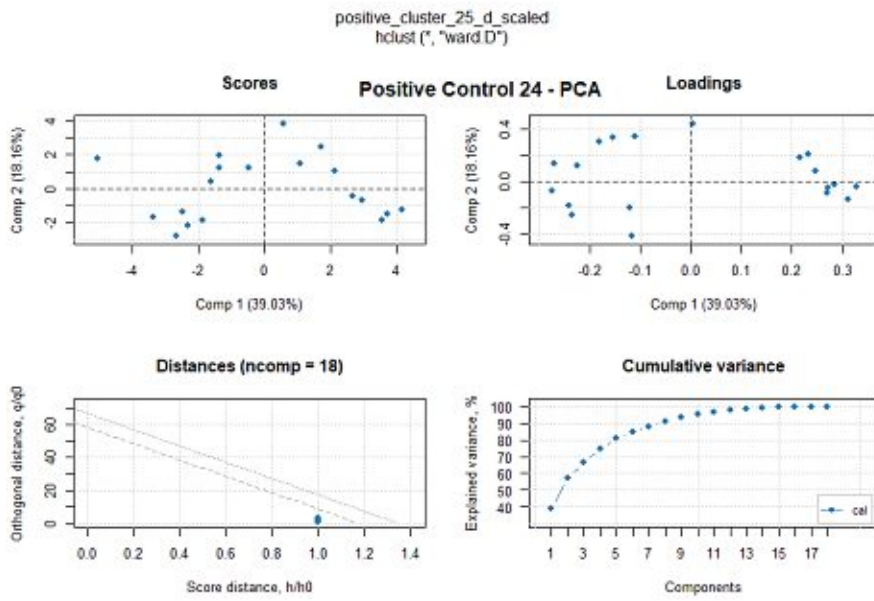 positive_cluster_25_d_scaled
hclust (*, "ward.D")
Positive Control 24 - PCA
Scores
Comp 2 (18.16%)
4
2
0
-2
-4 -2 0 2 4
Comp 1 (39.03%)
Loadings
Comp 2 (18.16%)
0.4
0.0
-0.4
-0.2 -0.1 0.0 0.1 0.2 0.3
Comp 1 (39.03%)
Distances (ncomp = 18)
Orthogonal distance, q/q0
60
40
20
0
0.0 0.2 0.4 0.6 0.8 1.0 1.2 1.4
Score distance, h/h0
Cumulative variance
Explained variance, %
100
90
80
70
60
50
40
cal
1 3 5 7 9 11 13 15 17
Components